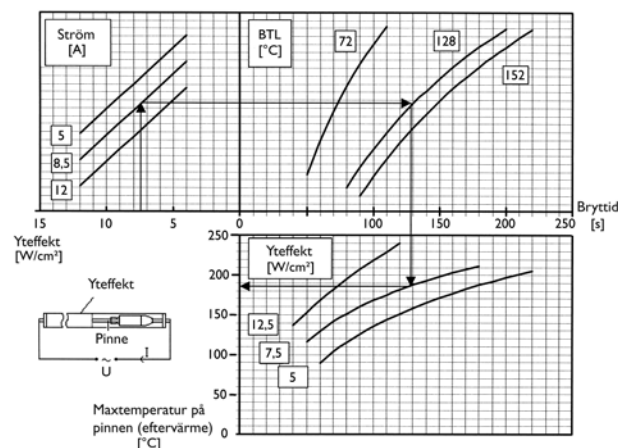 Ström
[A]
BTL
[°C]
72
128
152
5
8,5
12
15
10
5
0
50
100
150
200
250
Bryttid
[s]
Yteffekt
[W/cm²]
250
200
150
100
50
0
Yteffekt
[W/cm²]
12,5
7,5
5
Yteffekt
Pinne
I
~
U
Maxtemperatur på
pinnen (eftervärme)
[°C]